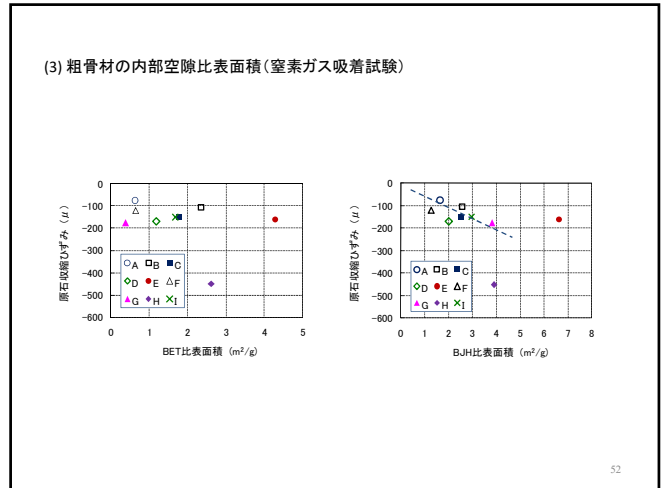 (3) 粗骨材の内部空隙比表面積(窒素ガス吸着試験)
原石収縮ひずみ (μ)
0
-100
-200
-300
-400
-500
-600
A B C
D E F
G H I
0 1 2 3 4 5
BET比表面積 (m²/g)
原石収縮ひずみ (μ)
0
-100
-200
-300
-400
-500
-600
A B C
D E F
G H I
0 1 2 3 4 5 6 7 8
BJH比表面積 (m²/g)
52